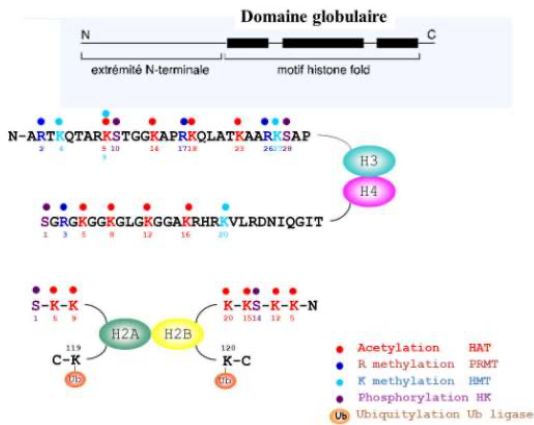 Domaine globulaire
N C
extrémité N-terminale motif histone fold
N-ARTKQTARKSTGGKAPRKQLATKAARKSAP
2 4 9 10 14 17 18 23 26 27 28
9
H3
H4
SGRGKGGKGLGKGGAKRHRKVLRDNIQGIT
1 3 5 8 12 16 20
S-K-K K-KS-K-K-N
1 5 9 20 15 14 12 5
H2A H2B
119 120
C-K K-C
Ub Ub
Acetylation HAT
R methylation PRMT
K methylation HMT
Phosphorylation HK
Ub Ubiquitylation Ub ligase